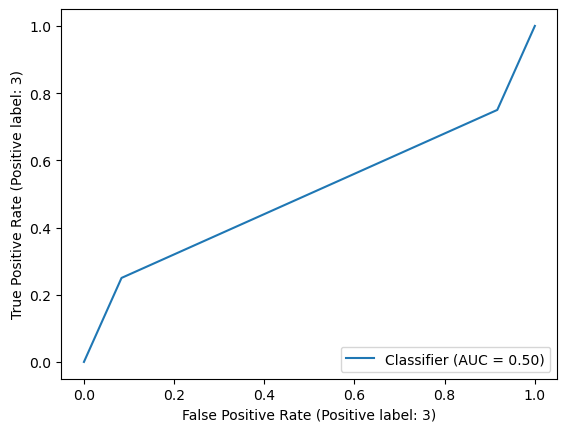 1.0
0.8
0.6
0.4
0.2
0.0
True Positive Rate (Positive label: 3)
Classifier (AUC = 0.50)
0.0 0.2 0.4 0.6 0.8 1.0
False Positive Rate (Positive label: 3)